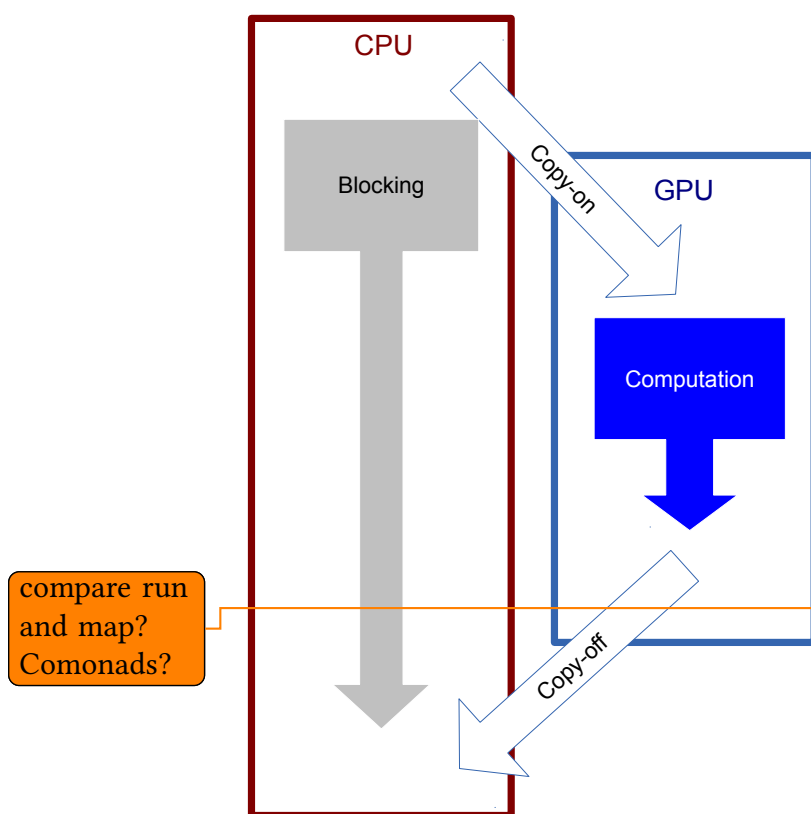 CPU
Copy-on
Blocking
GPU
Computation
compare run
and map?
Comonads?
Copy-off